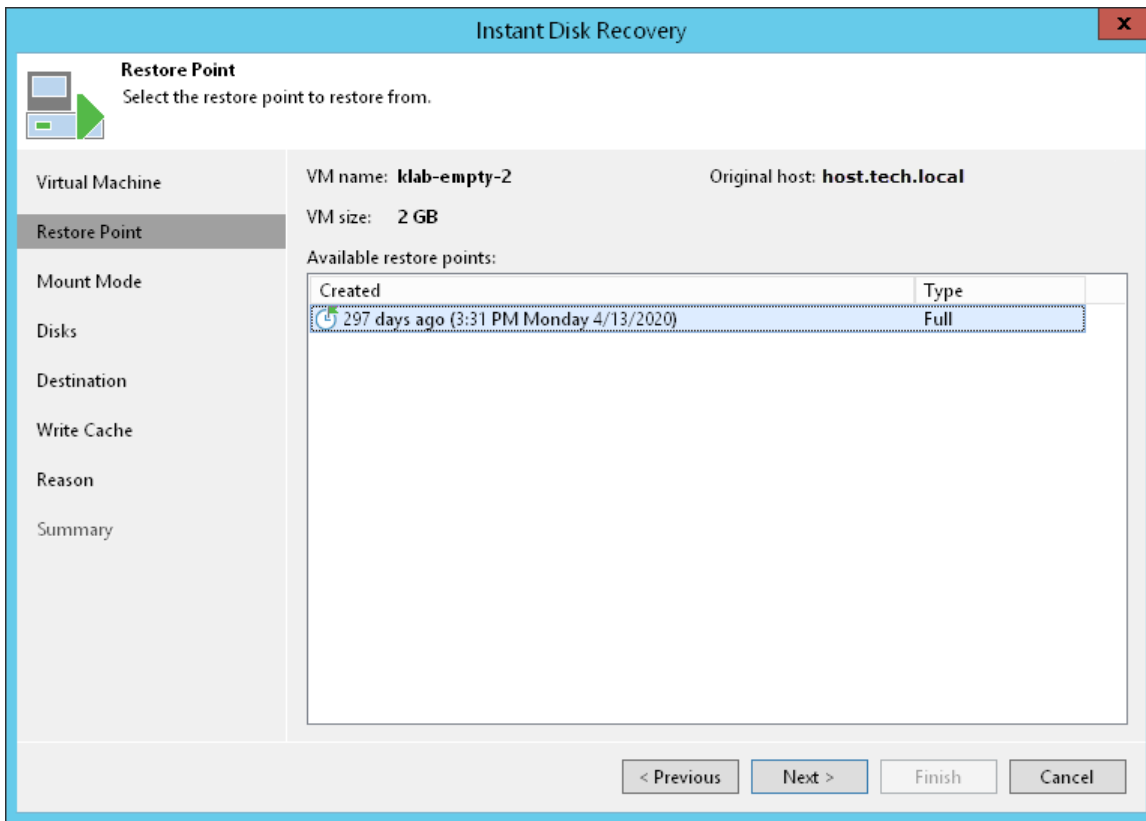 Instant Disk Recovery
x
Restore Point
Select the restore point to restore from.
Virtual Machine
Restore Point
Mount Mode
Disks
Destination
Write Cache
Reason
Summary
VM name: klab-empty-2 Original host: host.tech.local
VM size: 2 GB
Available restore points:
Created Type
297 days ago (3:31 PM Monday 4/13/2020) Full
< Previous Next > Finish Cancel